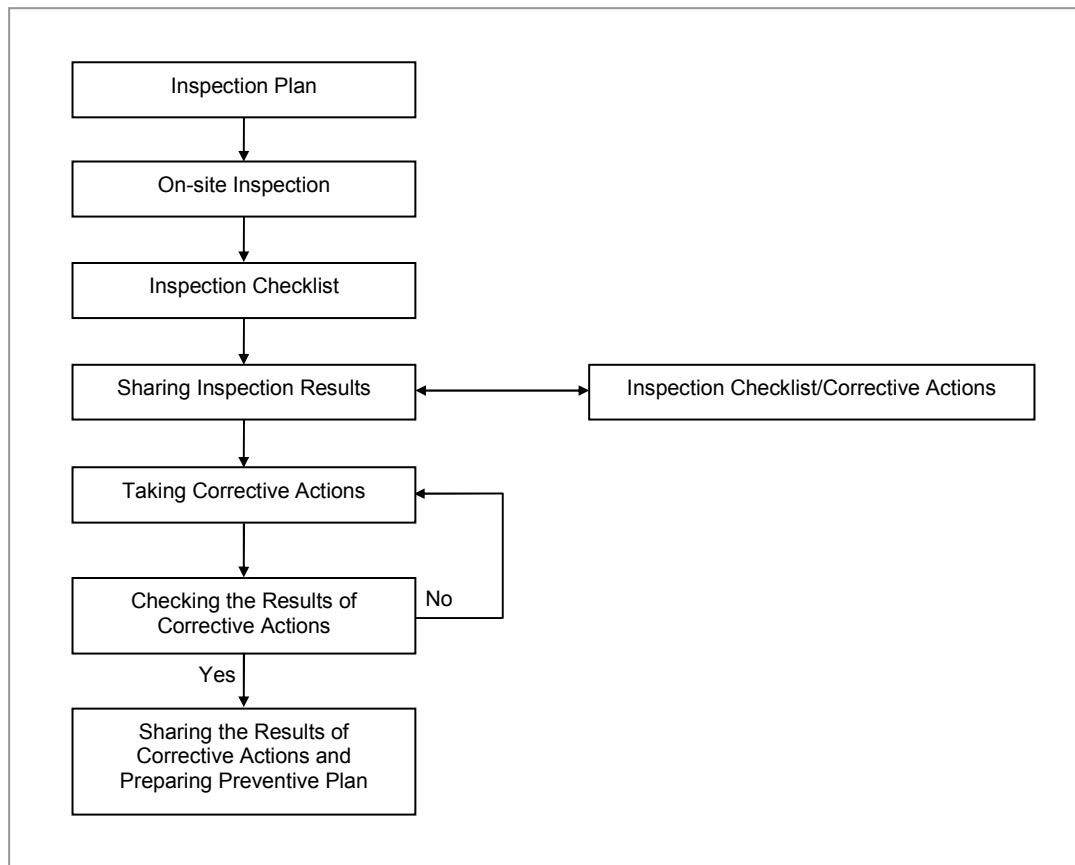 Inspection Plan
On-site Inspection
Inspection Checklist
Sharing Inspection Results
Inspection Checklist/Corrective Actions
Taking Corrective Actions
Checking the Results of
Corrective Actions
No
Yes
Sharing the Results of
Corrective Actions and
Preparing Preventive Plan